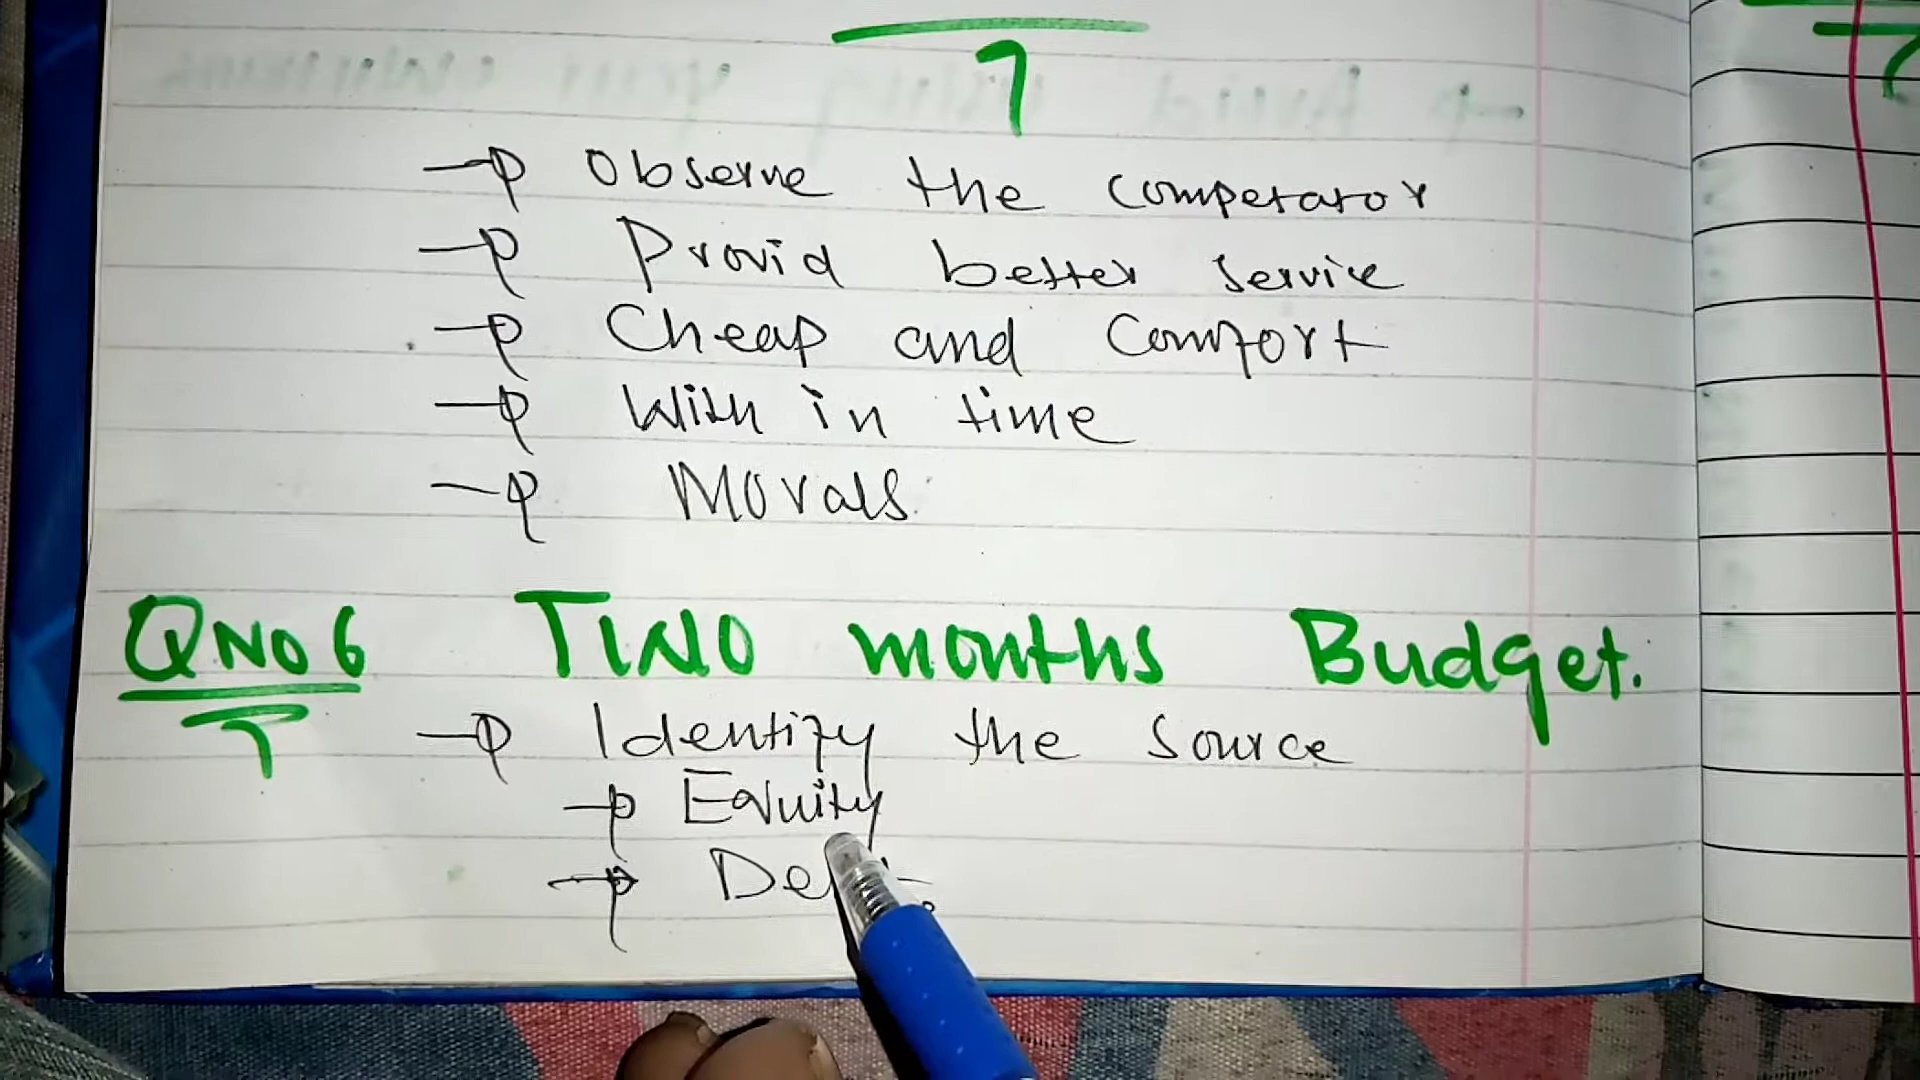 Observe the Competator
Provid better Service
Cheap and Comfort
With in time
Morals.
QNo 6 Two months Budget.
Identify the Source
Equity